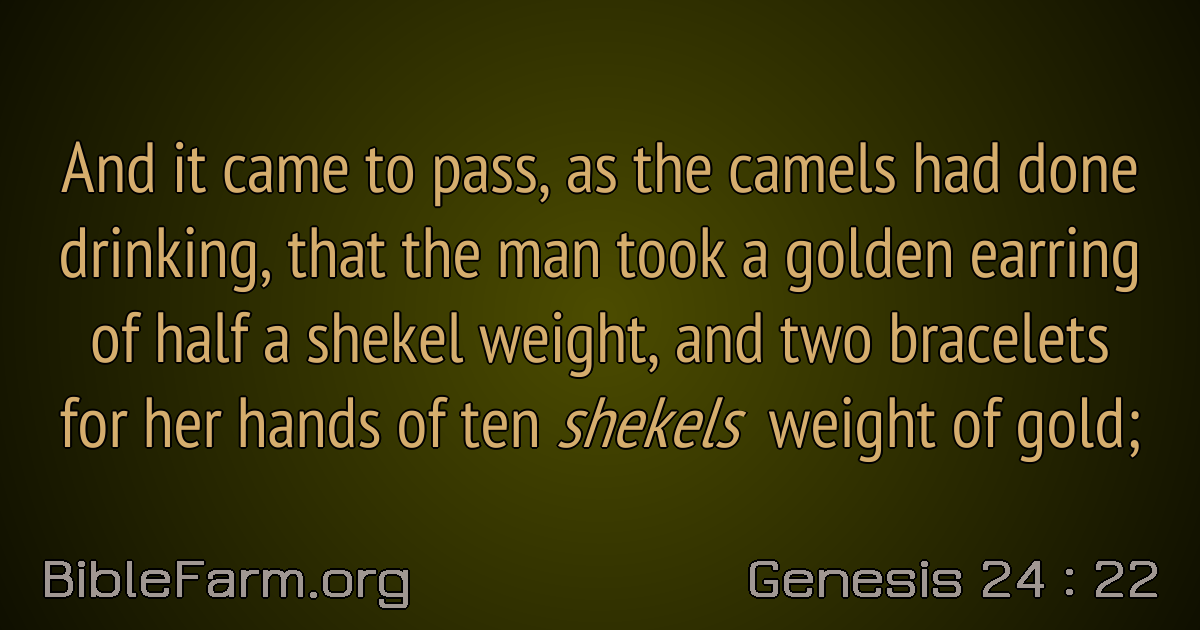 And it came to pass, as the camels had done
drinking, that the man took a golden earring
of half a shekel weight, and two bracelets
for her hands of ten shekels weight of gold;
BibleFarm.org
Genesis 24 : 22